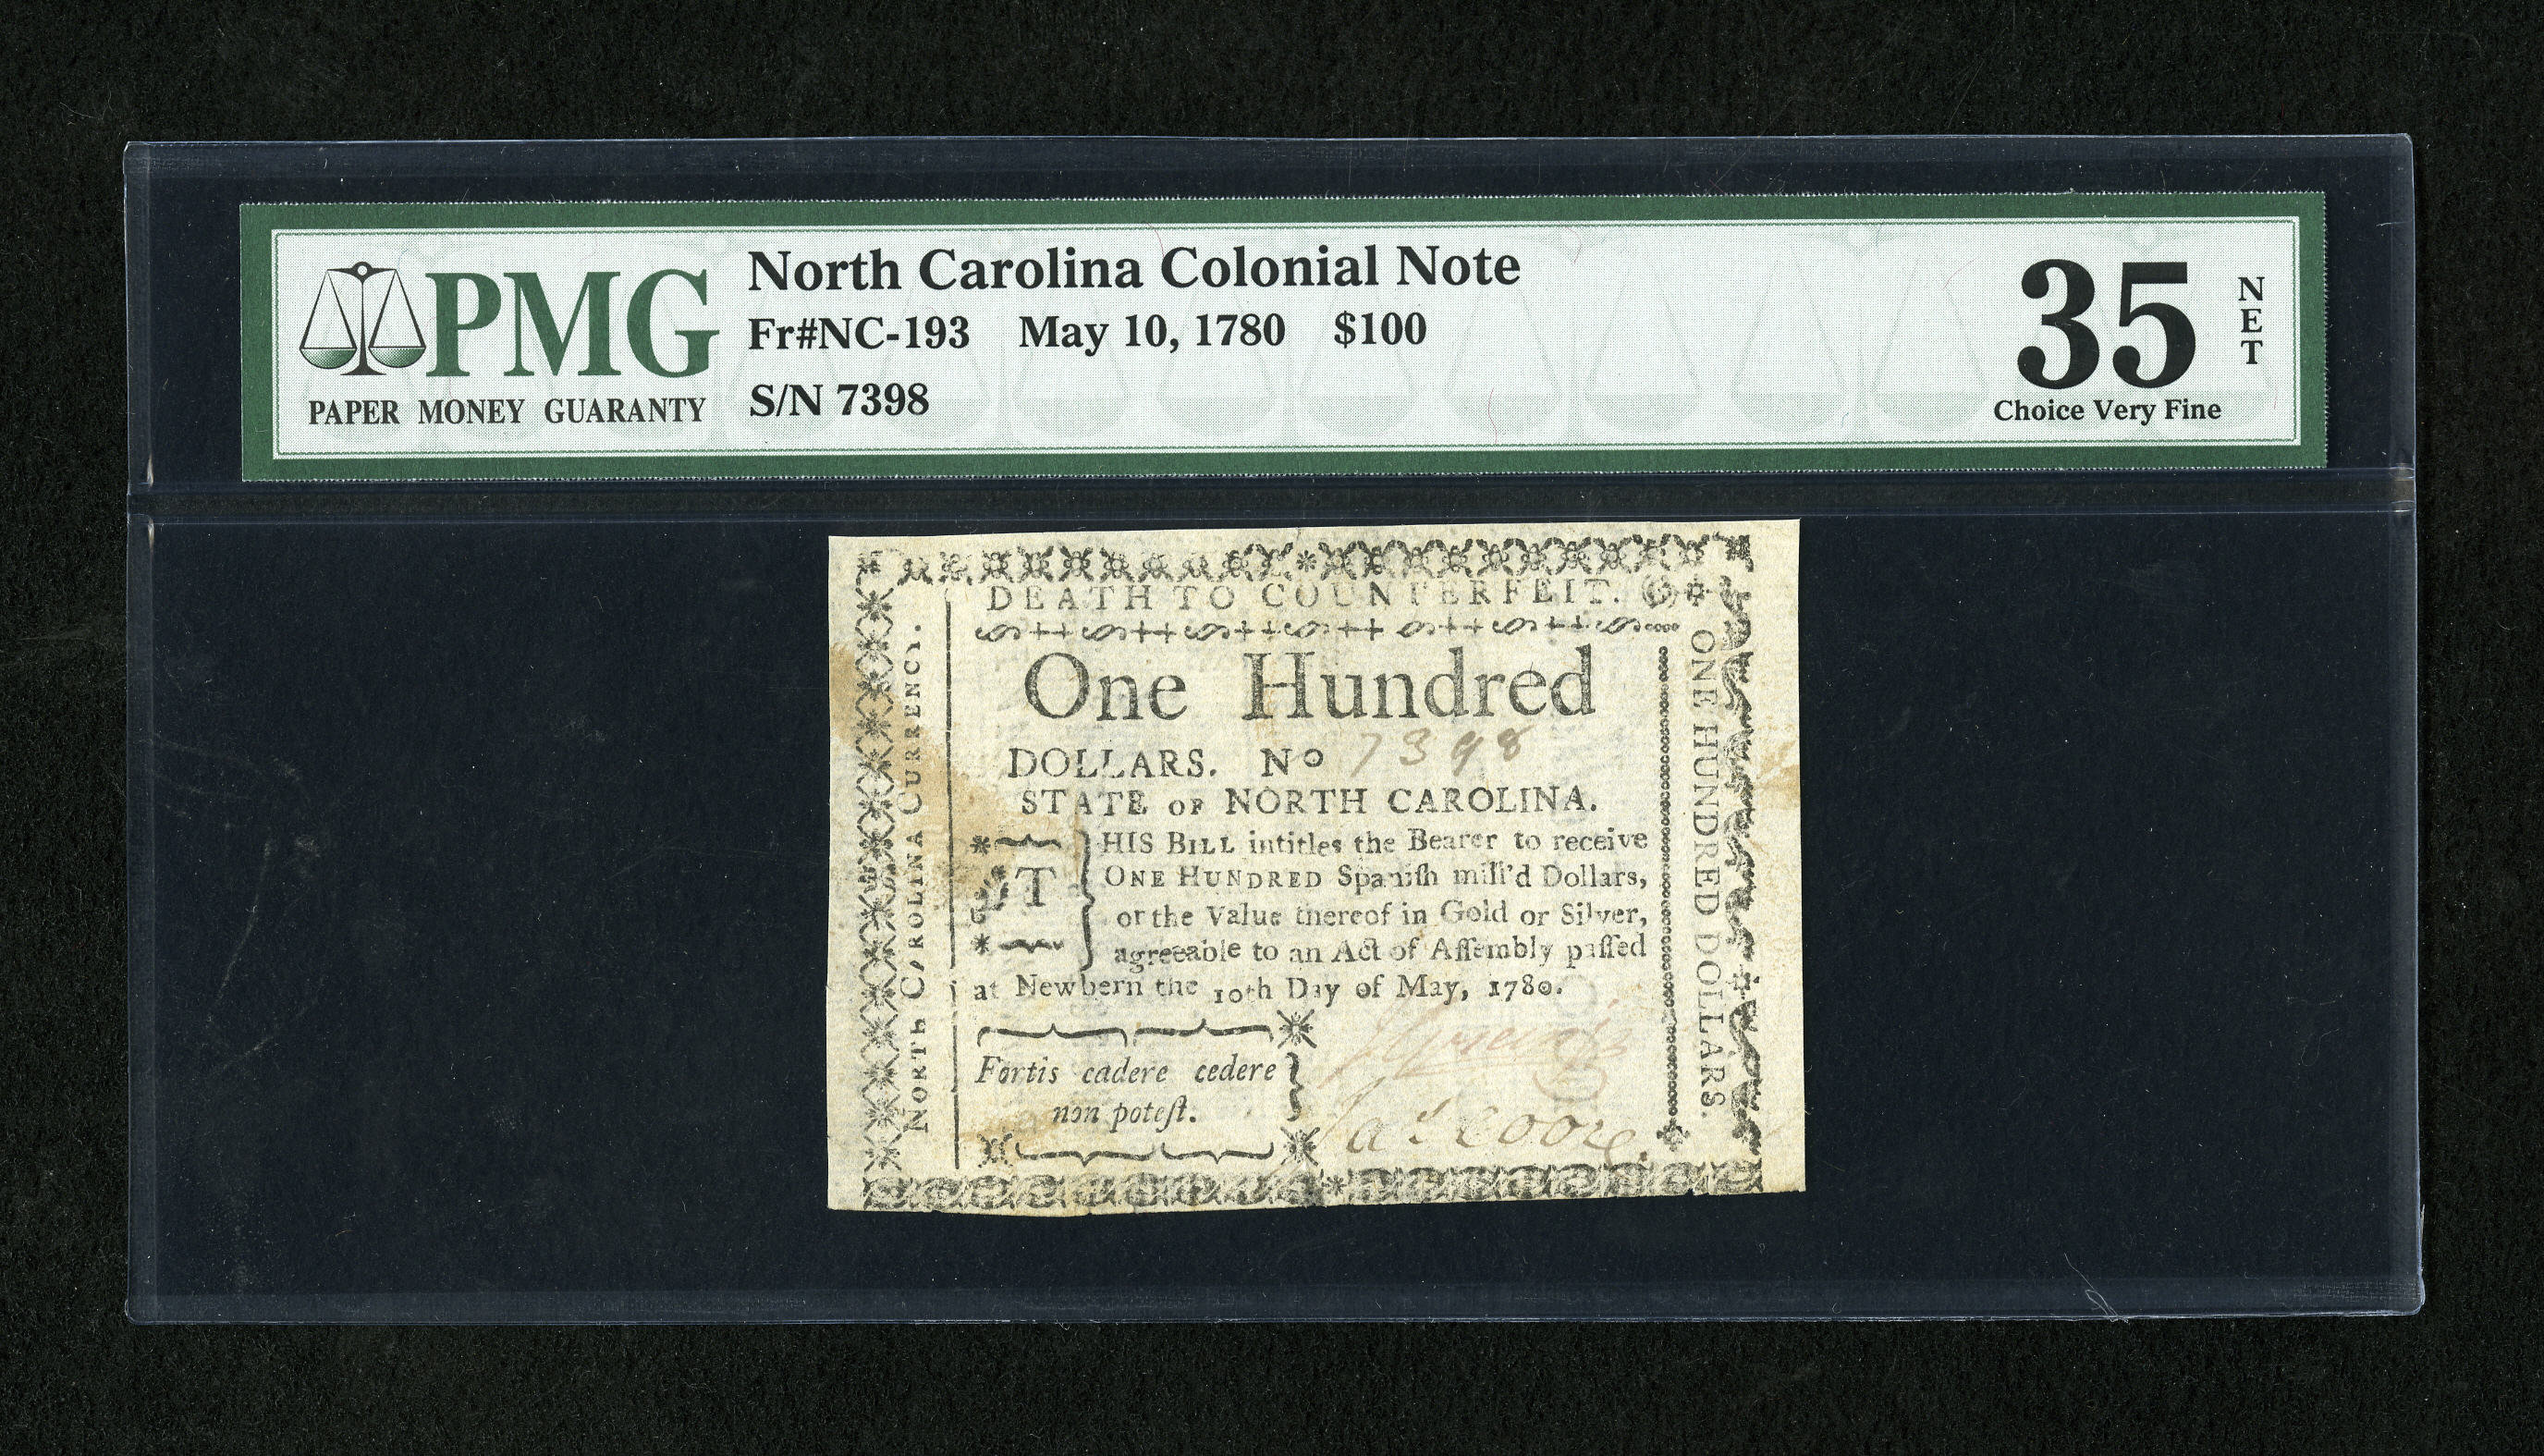 PMG
PAPER MONEY GUARANTY
North Carolina Colonial Note
Fr#NC-193 May 10, 1780 $100
S/N 7398
35
NET
Choice Very Fine
DEATH TO COUNTERFEIT.
One Hundred
DOLLARS. No 7398
STATE OF NORTH CAROLINA.
THIS BILL intitles the Bearer to receive
ONE HUNDRED Spaniſh mill'd Dollars,
or the Value thereof in Gold or Silver,
agreeable to an Act of Aſſembly paſſed
at Newbern the 10th Day of May, 1780.
Fortis cadere cedere
non poteſt.
NORTH CAROLINA CURRENCY.
ONE HUNDRED DOLLARS.